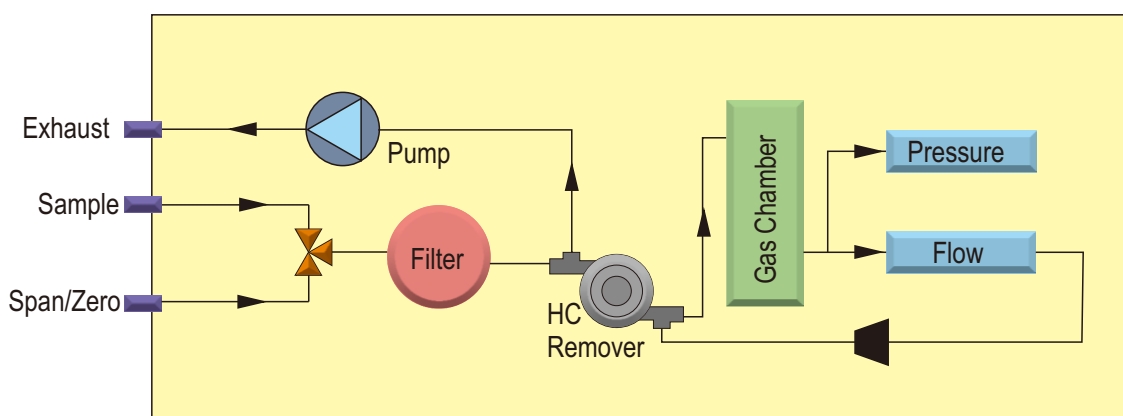 Exhaust
Pump
Sample
Span/Zero
Filter
HC
Remover
Gas Chamber
Pressure
Flow